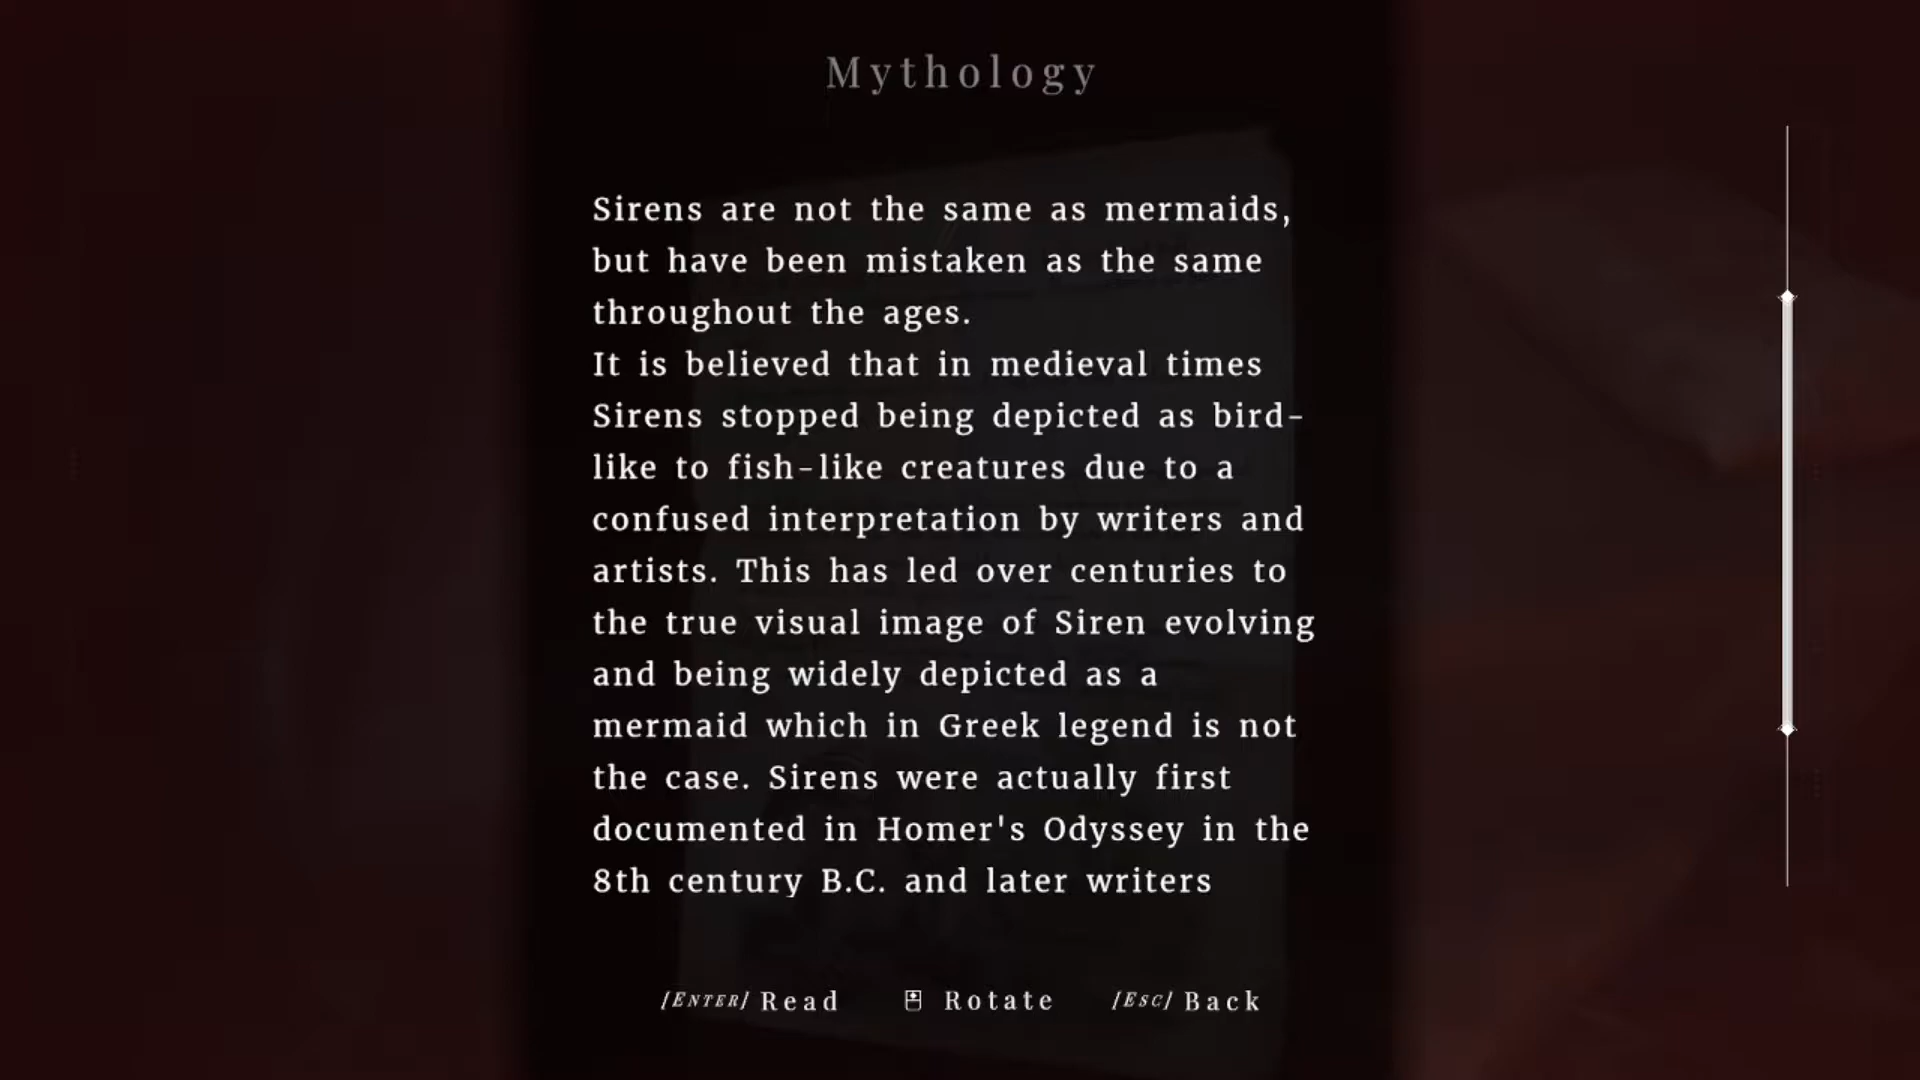 Mythology
Sirens are not the same as mermaids,
but have been mistaken as the same
throughout the ages.
It is believed that in medieval times
Sirens stopped being depicted as bird-
like to fish-like creatures due to a
confused interpretation by writers and
artists. This has led over centuries to
the true visual image of Siren evolving
and being widely depicted as a
mermaid which in Greek legend is not
the case. Sirens were actually first
documented in Homer's Odyssey in the
8th century B.C. and later writers
[ENTER] Read Rotate [ESC] Back